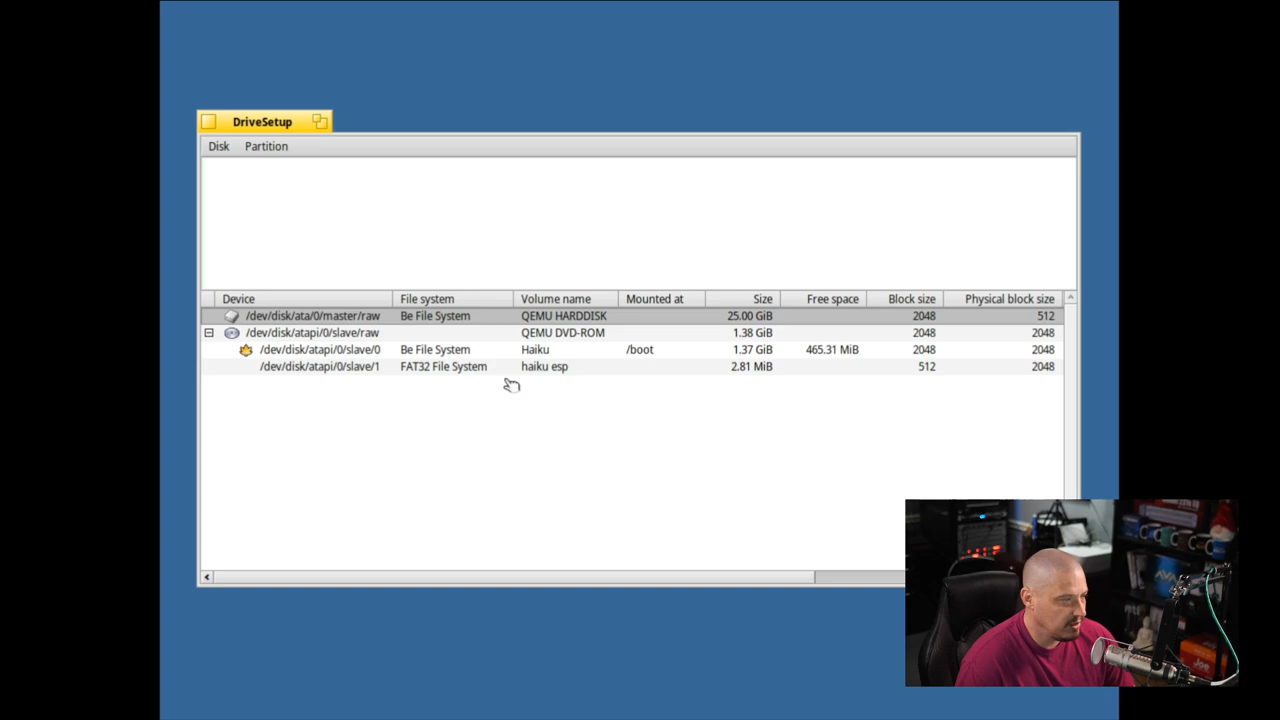 DriveSetup
Disk Partition
Device File system Volume name Mounted at Size Free space Block size Physical block size
/dev/disk/ata/0/master/raw Be File System QEMU HARDDISK 25.00 GiB 2048 512
/dev/disk/atapi/0/slave/raw QEMU DVD-ROM 1.38 GiB 2048 2048
/dev/disk/atapi/0/slave/0 Be File System Haiku /boot 1.37 GiB 465.31 MiB 2048 2048
/dev/disk/atapi/0/slave/1 FAT32 File System haiku esp 2.81 MiB 512 2048